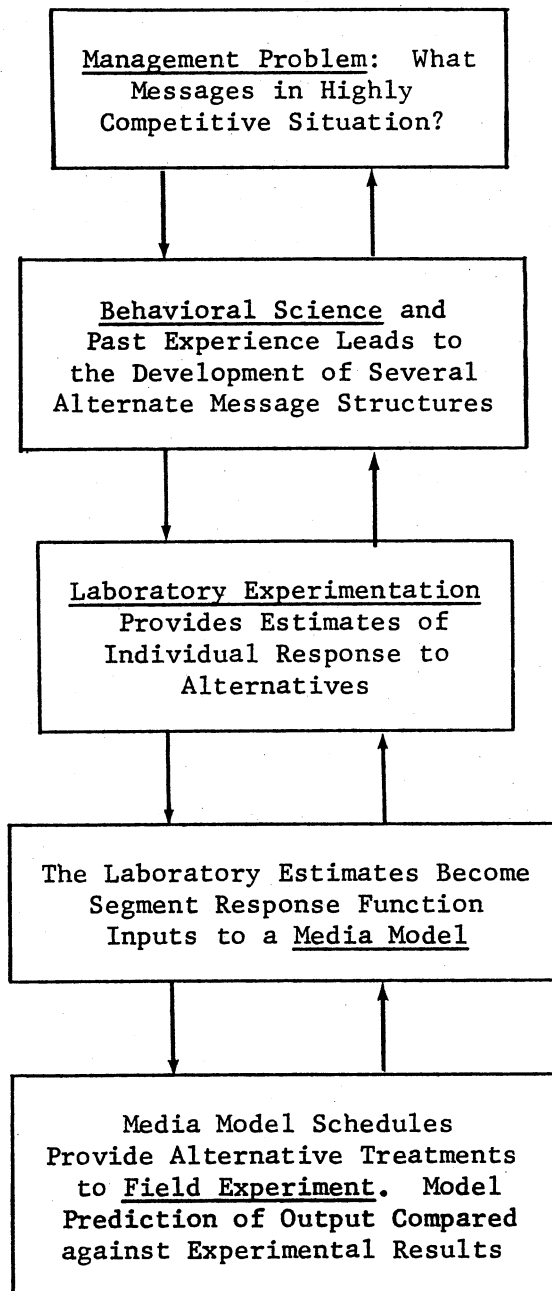 Management Problem: What
Messages in Highly
Competitive Situation?
Behavioral Science and
Past Experience Leads to
the Development of Several
Alternate Message Structures
Laboratory Experimentation
Provides Estimates of
Individual Response to
Alternatives
The Laboratory Estimates Become
Segment Response Function
Inputs to a Media Model
Media Model Schedules
Provide Alternative Treatments
to Field Experiment. Model
Prediction of Output Compared
against Experimental Results